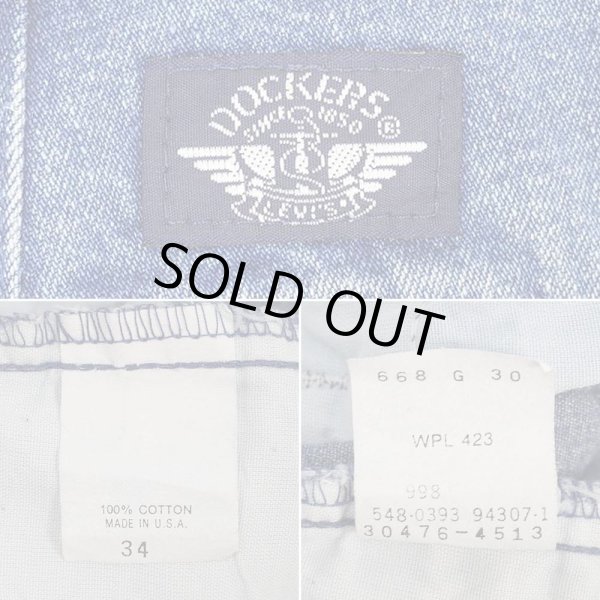 DOCKERS
SINCE 1850
®
LEVI'S
SOLD OUT
100% COTTON
MADE IN U.S.A.
34
668 G 30
WPL 423
998
548-0393 94307-1
30476-4513